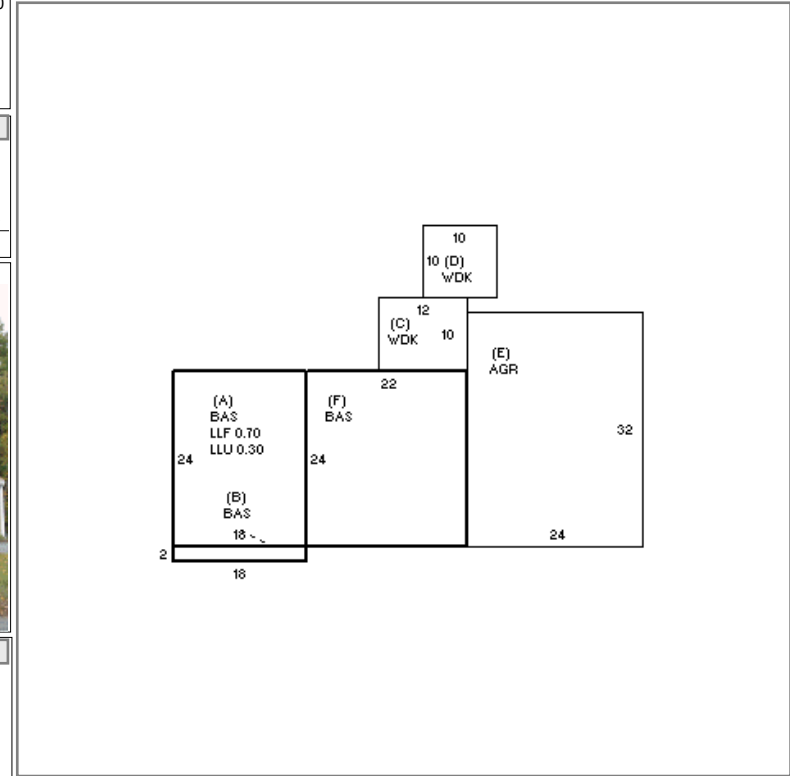 10
10 (D)
WDK
12
(C)
WDK
10
(E)
AGR
22
(A)
BAS
LLF 0.70
LLU 0.30
(F)
BAS
32
24
24
(B)
BAS
18
24
2
18